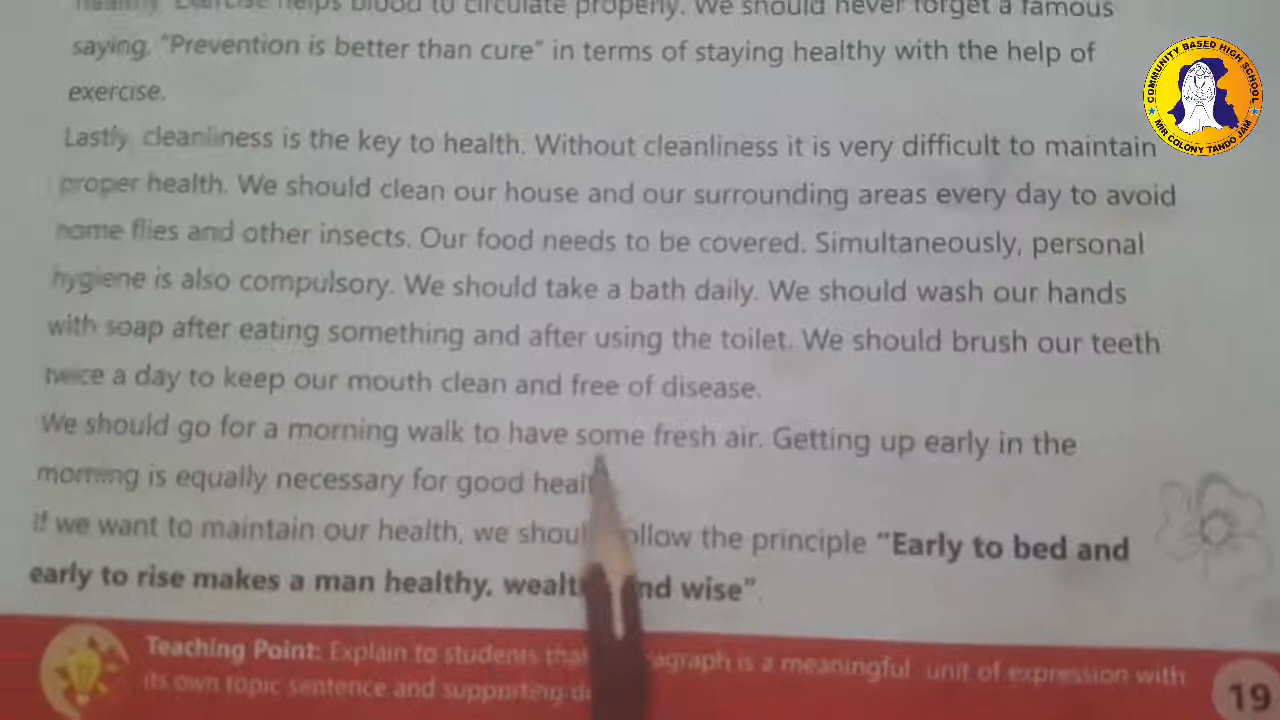 healthy. Exercise helps blood to circulate properly. We should never forget a famous
saying, "Prevention is better than cure" in terms of staying healthy with the help of
exercise.
Lastly cleanliness is the key to health. Without cleanliness it is very difficult to maintain
proper health. We should clean our house and our surrounding areas every day to avoid
home flies and other insects. Our food needs to be covered. Simultaneously, personal
hygiene is also compulsory. We should take a bath daily. We should wash our hands
with soap after eating something and after using the toilet. We should brush our teeth
twice a day to keep our mouth clean and free of disease.
We should go for a morning walk to have some fresh air. Getting up early in the
morning is equally necessary for good healt
If we want to maintain our health, we shoul ollow the principle "Early to bed and
early to rise makes a man healthy, wealt nd wise".
Teaching Point: Explain to students tha agraph is a meaningful unit of expression with
its own topic sentence and supporting d
19
COMMUNITY BASED HIGH SCHOOL
MIR COLONY TANDO JAM